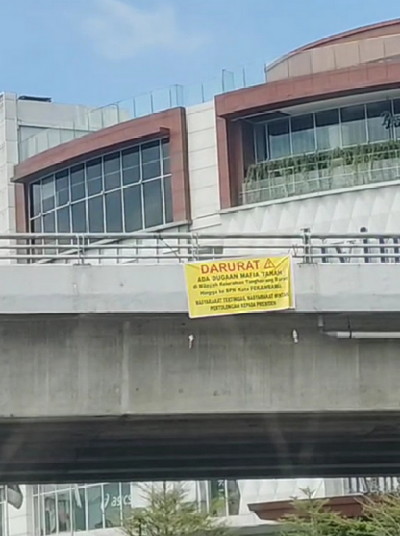 DARURAT ⚠
ADA DUGAAN MAFIA TANAH
di Wilayah Kelurahan Tangkerang Barat
Hingga ke BPN Kota PEKANBARU
MASYARAKAT TERTINDAS, MASYARAKAT MINTA
PERTOLONGAN KEPADA PRESIDEN